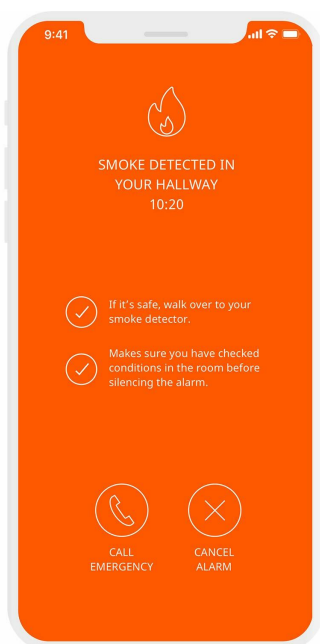 9:41
SMOKE DETECTED IN
YOUR HALLWAY
10:20
If it's safe, walk over to your
smoke detector.
Makes sure you have checked
conditions in the room before
silencing the alarm.
CALL
EMERGENCY
CANCEL
ALARM